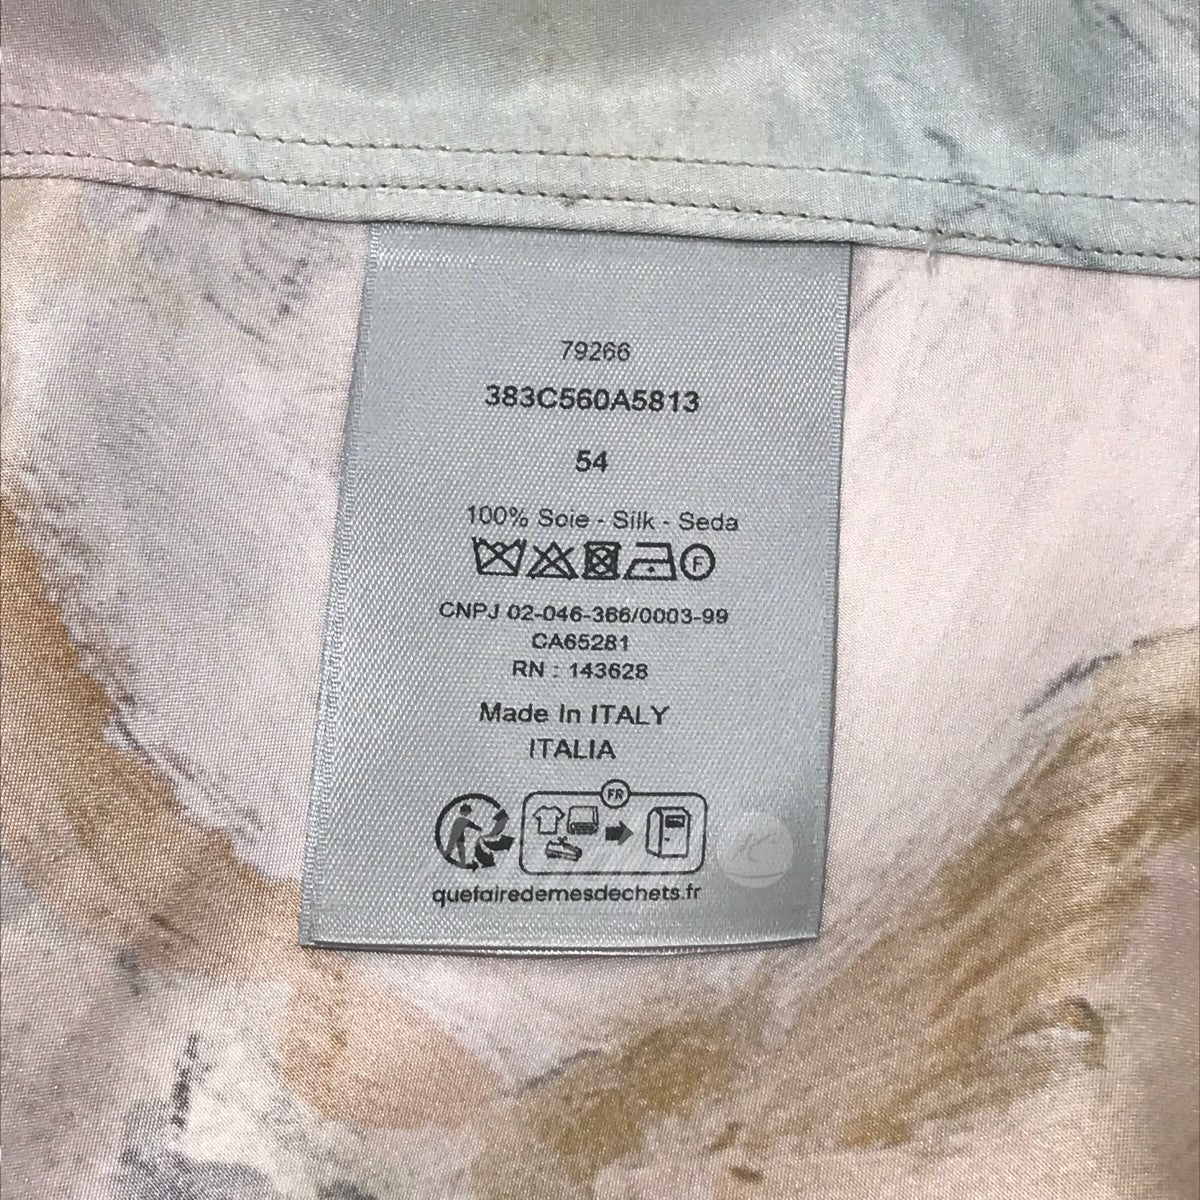 79266
383C560A5813
54
100% Soie - Silk - Seda
F
CNPJ 02-046-366/0003-99
CA65281
RN : 143628
Made In ITALY
ITALIA
FR
quefairedemesdechets.fr